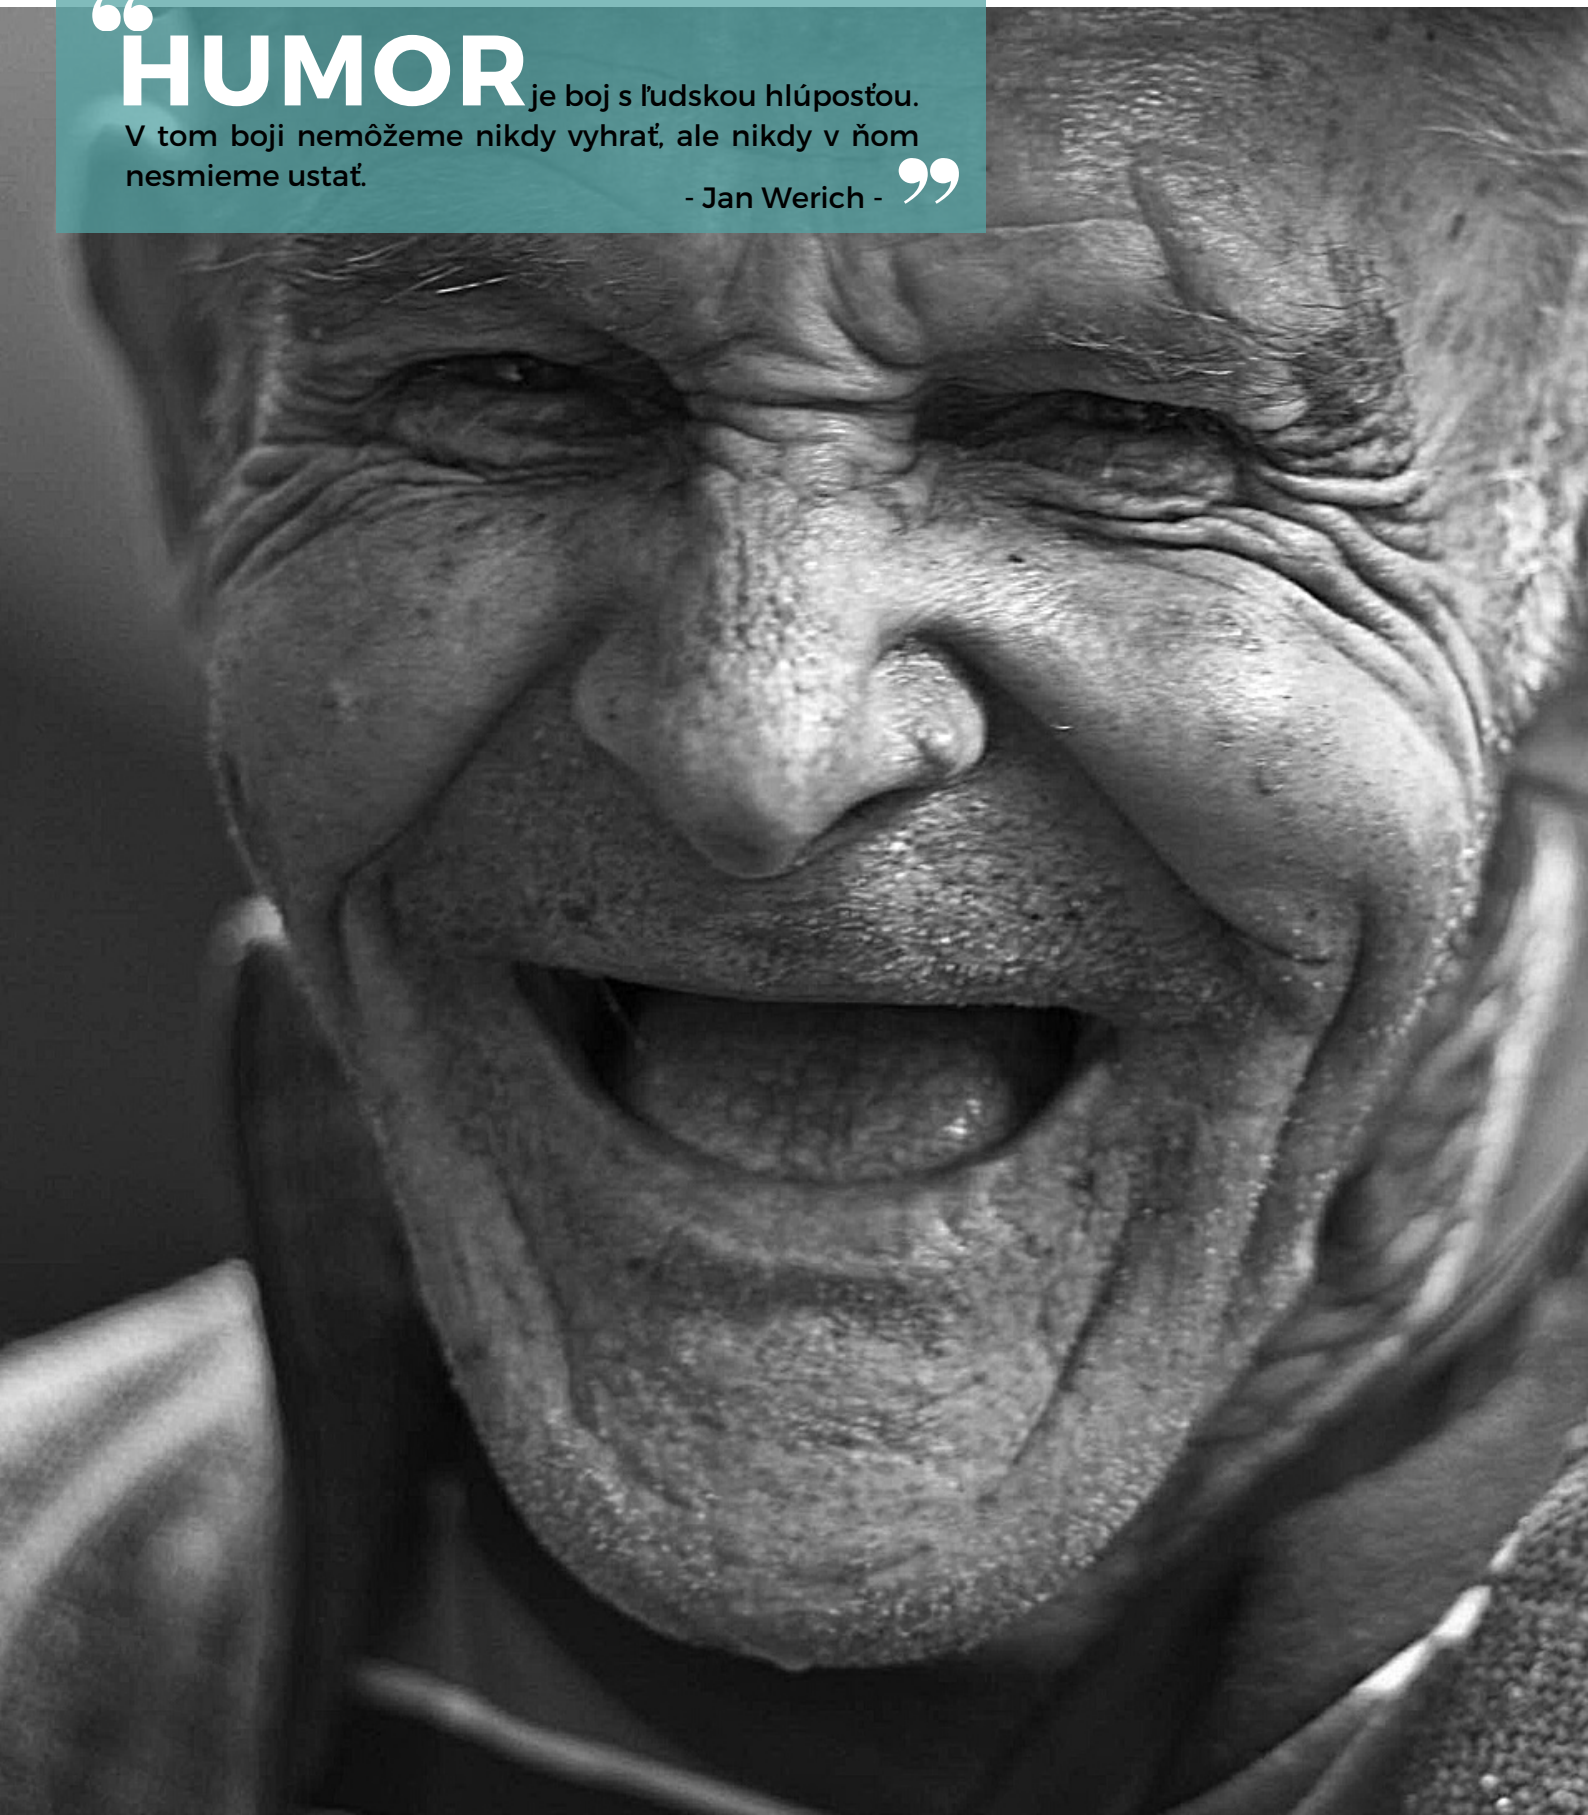 “HUMOR je boj s ľudskou hlúposťou.
V tom boji nemôžeme nikdy vyhrať, ale nikdy v ňom
nesmieme ustať.
- Jan Werich - ”